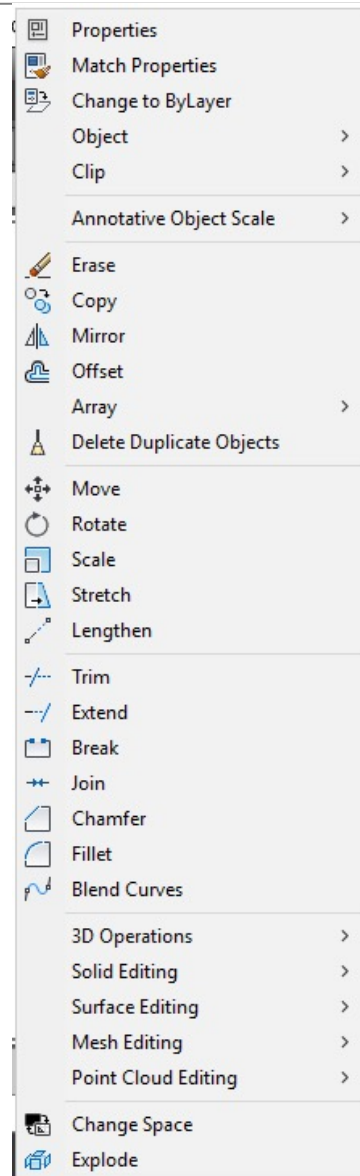 Properties
Match Properties
Change to ByLayer
Object
Clip
Annotative Object Scale
Erase
Copy
Mirror
Offset
Array
Delete Duplicate Objects
Move
Rotate
Scale
Stretch
Lengthen
Trim
Extend
Break
Join
Chamfer
Fillet
Blend Curves
3D Operations
Solid Editing
Surface Editing
Mesh Editing
Point Cloud Editing
Change Space
Explode